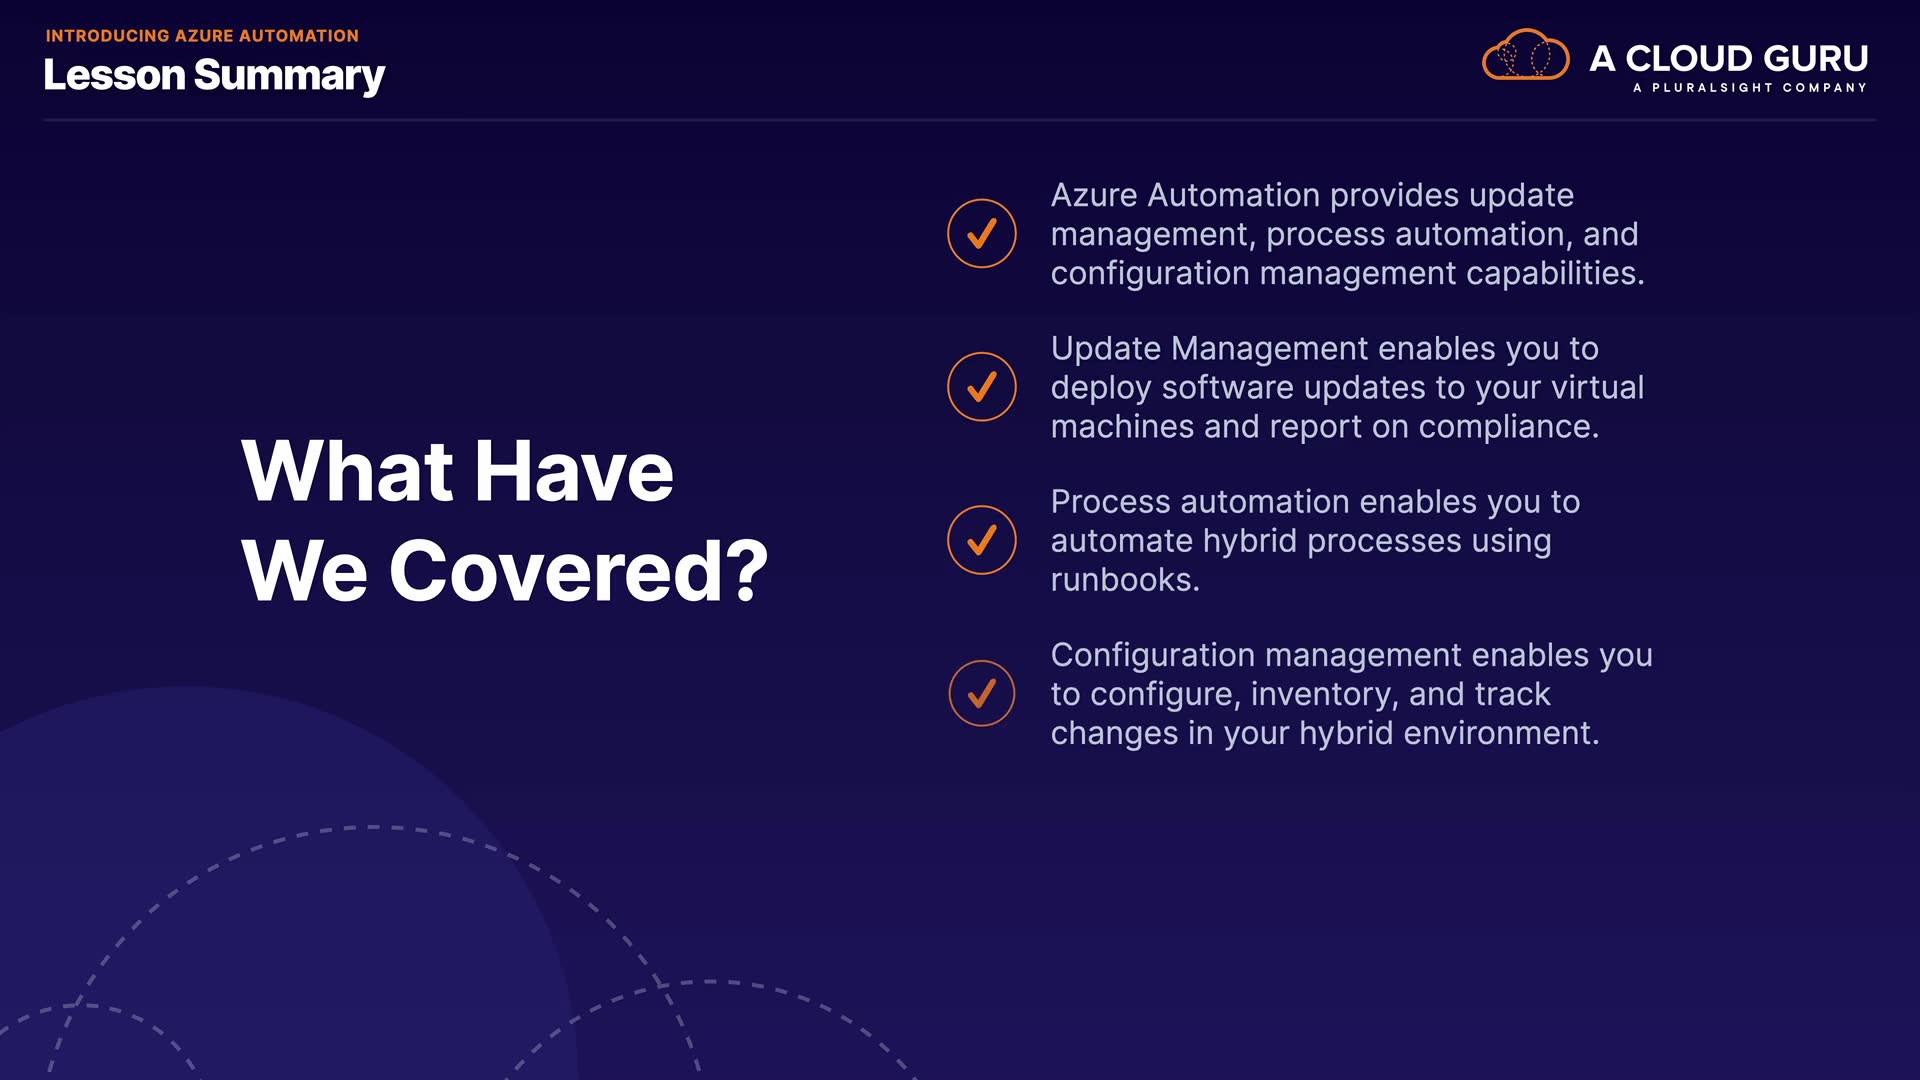 INTRODUCING AZURE AUTOMATION
Lesson Summary
A CLOUD GURU
A PLURALSIGHT COMPANY
What Have
We Covered?
Azure Automation provides update
management, process automation, and
configuration management capabilities.
Update Management enables you to
deploy software updates to your virtual
machines and report on compliance.
Process automation enables you to
automate hybrid processes using
runbooks.
Configuration management enables you
to configure, inventory, and track
changes in your hybrid environment.